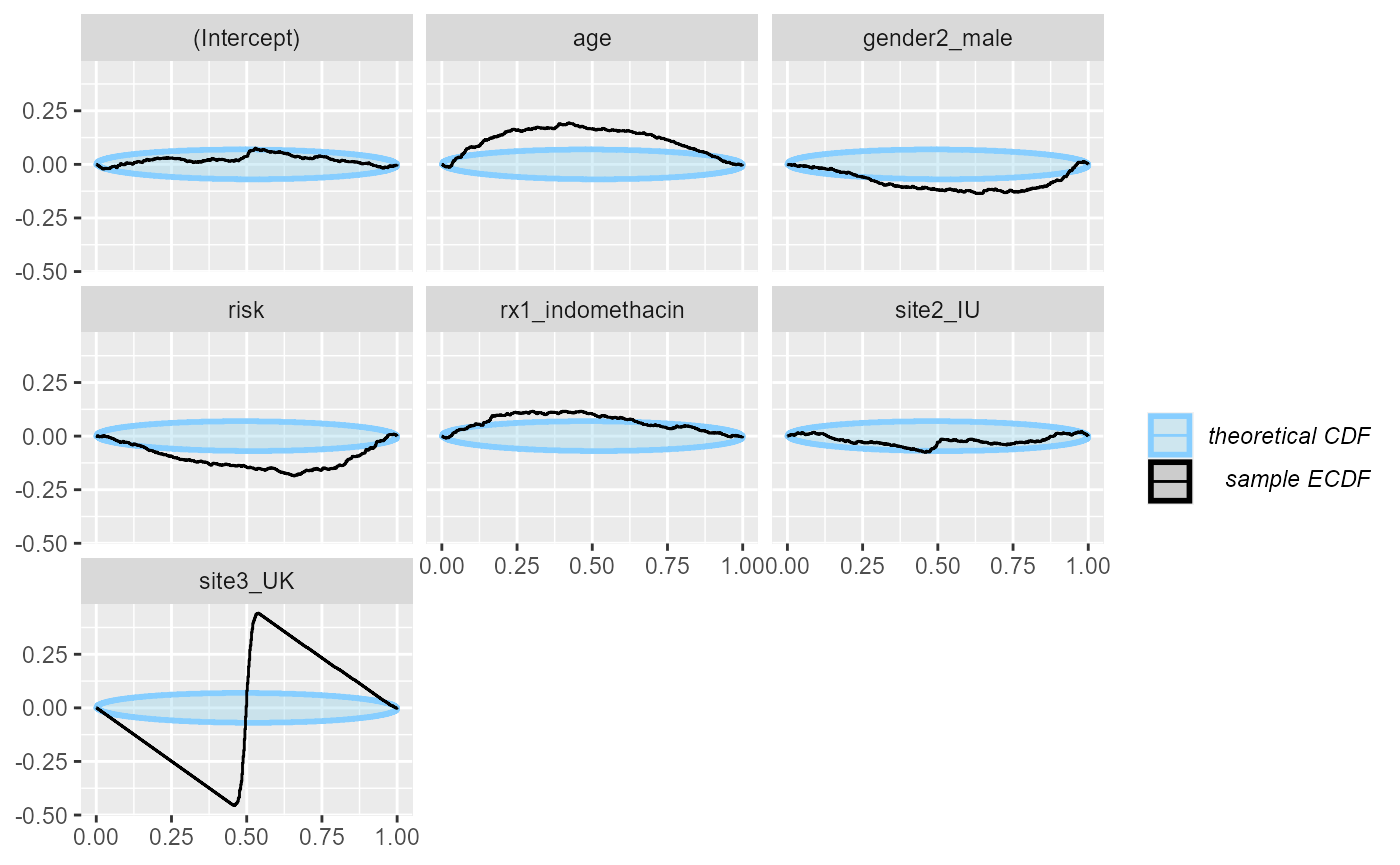 (Intercept) age gender2_male
0.25
0.00
-0.25
-0.50
risk rx1_indomethacin site2_IU
0.25
0.00
-0.25
-0.50
theoretical CDF
sample ECDF
0.00 0.25 0.50 0.75 1.00 0.00 0.25 0.50 0.75 1.00
site3_UK
0.25
0.00
-0.25
-0.50
0.00 0.25 0.50 0.75 1.00